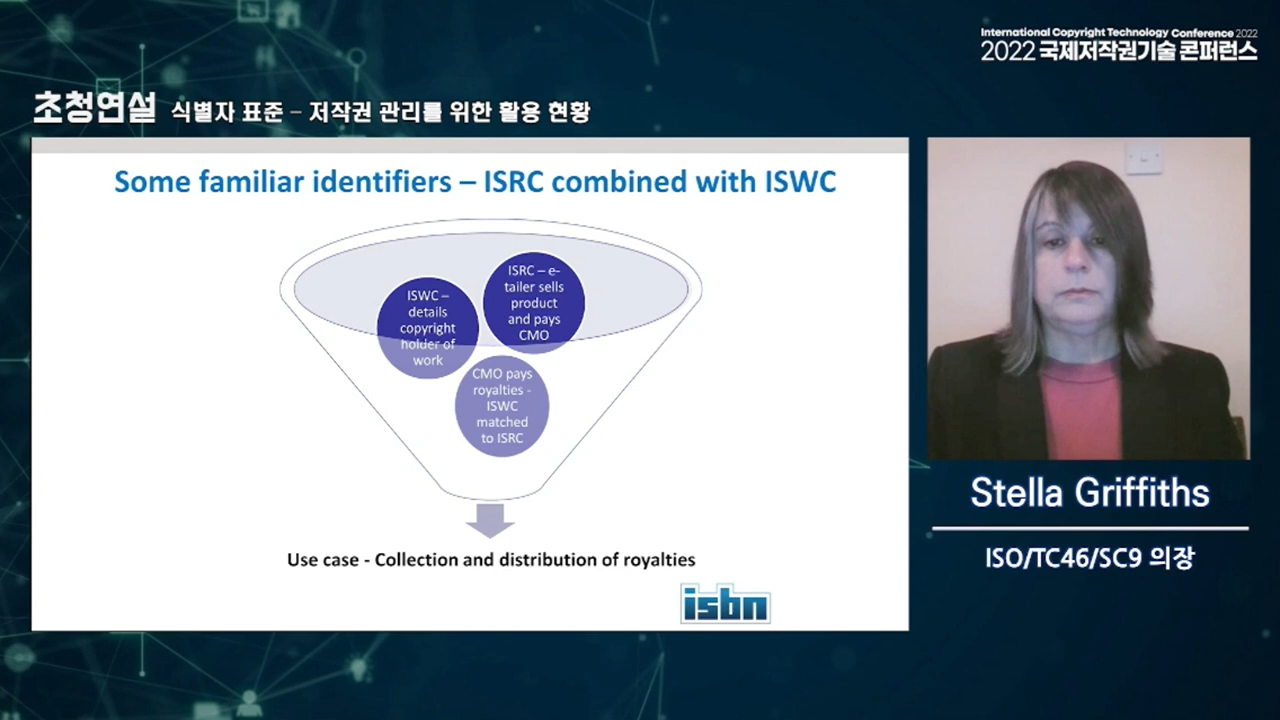 International Copyright Technology Conference 2022
2022 국제저작권기술 콘퍼런스
초청연설 식별자 표준 – 저작권 관리를 위한 활용 현황
Some familiar identifiers – ISRC combined with ISWC
ISRC – e-
tailer sells
product
and pays
CMO
ISWC –
details
copyright
holder of
work
CMO pays
royalties -
ISWC
matched
to ISRC
Use case - Collection and distribution of royalties
isbn
Stella Griffiths
ISO/TC46/SC9 의장